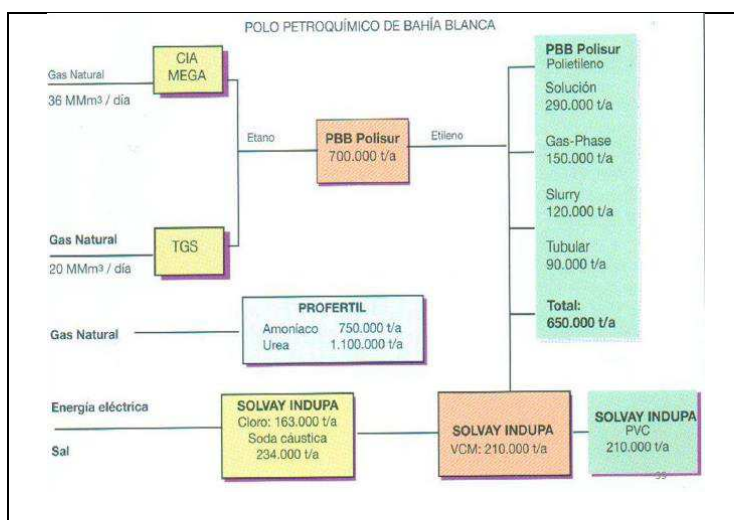 POLO PETROQUÍMICO DE BAHÍA BLANCA
Gas Natural
36 MMm³ / día
CIA
MEGA
Etano
PBB Polisur
700.000 t/a
Etileno
PBB Polisur
Polietileno
Solución
290.000 t/a
Gas-Phase
150.000 t/a
Slurry
120.000 t/a
Tubular
90.000 t/a
Total:
650.000 t/a
Gas Natural
20 MMm³ / día
TGS
Gas Natural
PROFERTIL
Amoníaco 750.000 t/a
Urea 1.100.000 t/a
Energía eléctrica
Sal
SOLVAY INDUPA
Cloro: 163.000 t/a
Soda cáustica
234.000 t/a
SOLVAY INDUPA
VCM: 210.000 t/a
SOLVAY INDUPA
PVC
210.000 t/a